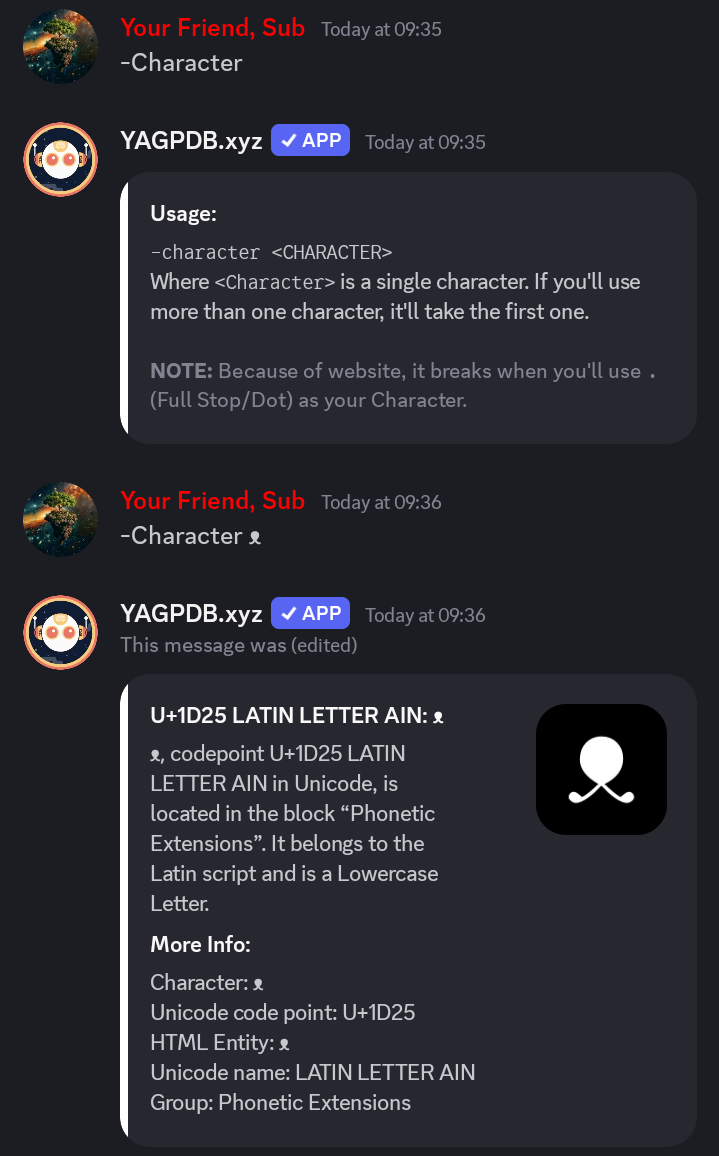 Your Friend, Sub Today at 09:35
-Character
YAGPDB.xyz ✓ APP Today at 09:35
Usage:
-character <CHARACTER>
Where <Character> is a single character. If you'll use
more than one character, it'll take the first one.
NOTE: Because of website, it breaks when you'll use .
(Full Stop/Dot) as your Character.
Your Friend, Sub Today at 09:36
-Character ᴥ
YAGPDB.xyz ✓ APP Today at 09:36
This message was (edited)
U+1D25 LATIN LETTER AIN: ᴥ
ᴥ, codepoint U+1D25 LATIN
LETTER AIN in Unicode, is
located in the block “Phonetic
Extensions”. It belongs to the
Latin script and is a Lowercase
Letter.
More Info:
Character: ᴥ
Unicode code point: U+1D25
HTML Entity: ᴥ
Unicode name: LATIN LETTER AIN
Group: Phonetic Extensions